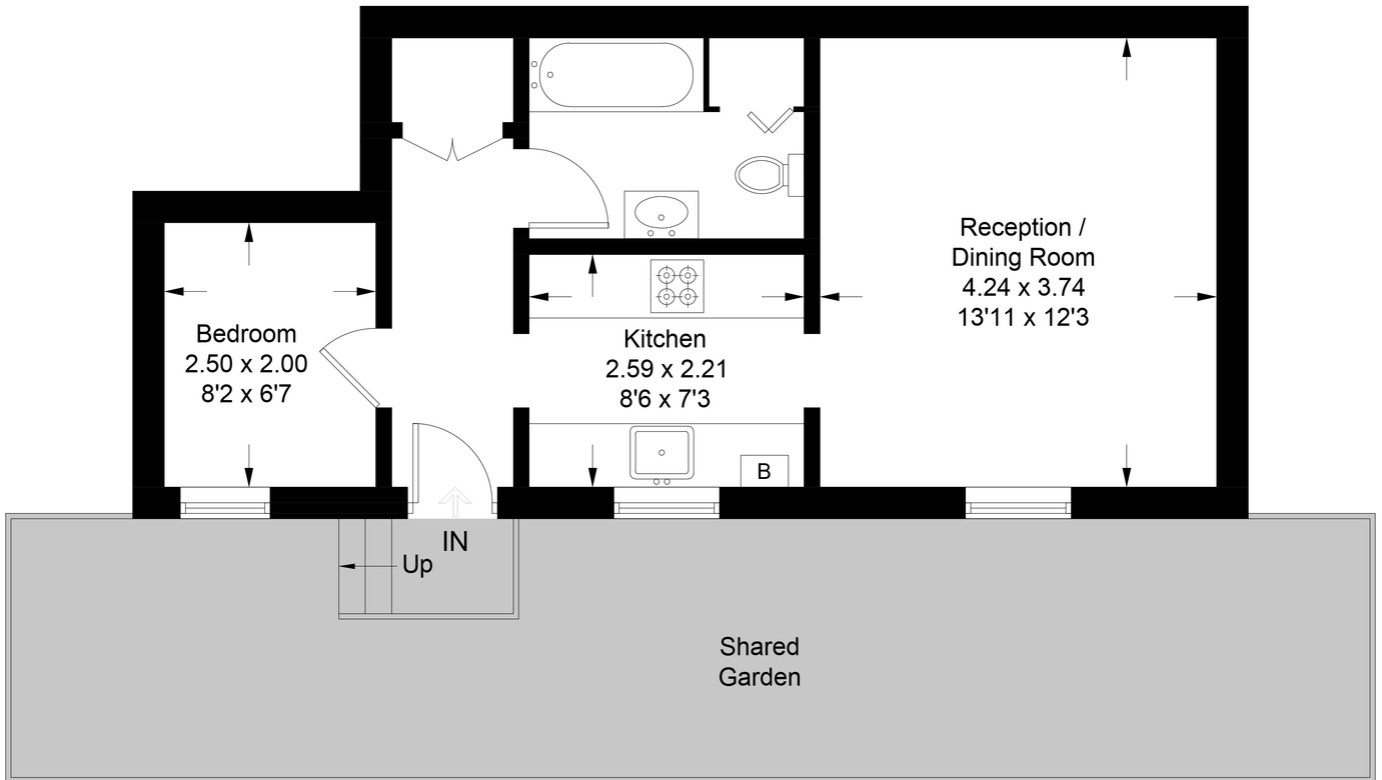 Reception /
Dining Room
4.24 x 3.74
13'11 x 12'3
Bedroom
2.50 x 2.00
8'2 x 6'7
Kitchen
2.59 x 2.21
8'6 x 7'3
B
IN
Up
Shared
Garden